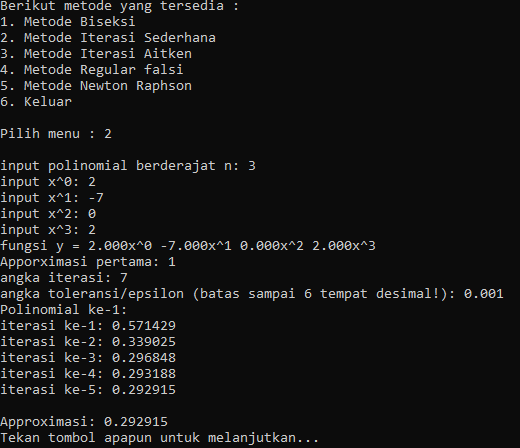 Berikut metode yang tersedia :
1. Metode Biseksi
2. Metode Iterasi Sederhana
3. Metode Iterasi Aitken
4. Metode Regular falsi
5. Metode Newton Raphson
6. Keluar
Pilih menu : 2
input polinomial berderajat n: 3
input x^0: 2
input x^1: -7
input x^2: 0
input x^3: 2
fungsi y = 2.000x^0 -7.000x^1 0.000x^2 2.000x^3
Apporximasi pertama: 1
angka iterasi: 7
angka toleransi/epsilon (batas sampai 6 tempat desimal!): 0.001
Polinomial ke-1:
iterasi ke-1: 0.571429
iterasi ke-2: 0.339025
iterasi ke-3: 0.296848
iterasi ke-4: 0.293188
iterasi ke-5: 0.292915
Approximasi: 0.292915
Tekan tombol apapun untuk melanjutkan...